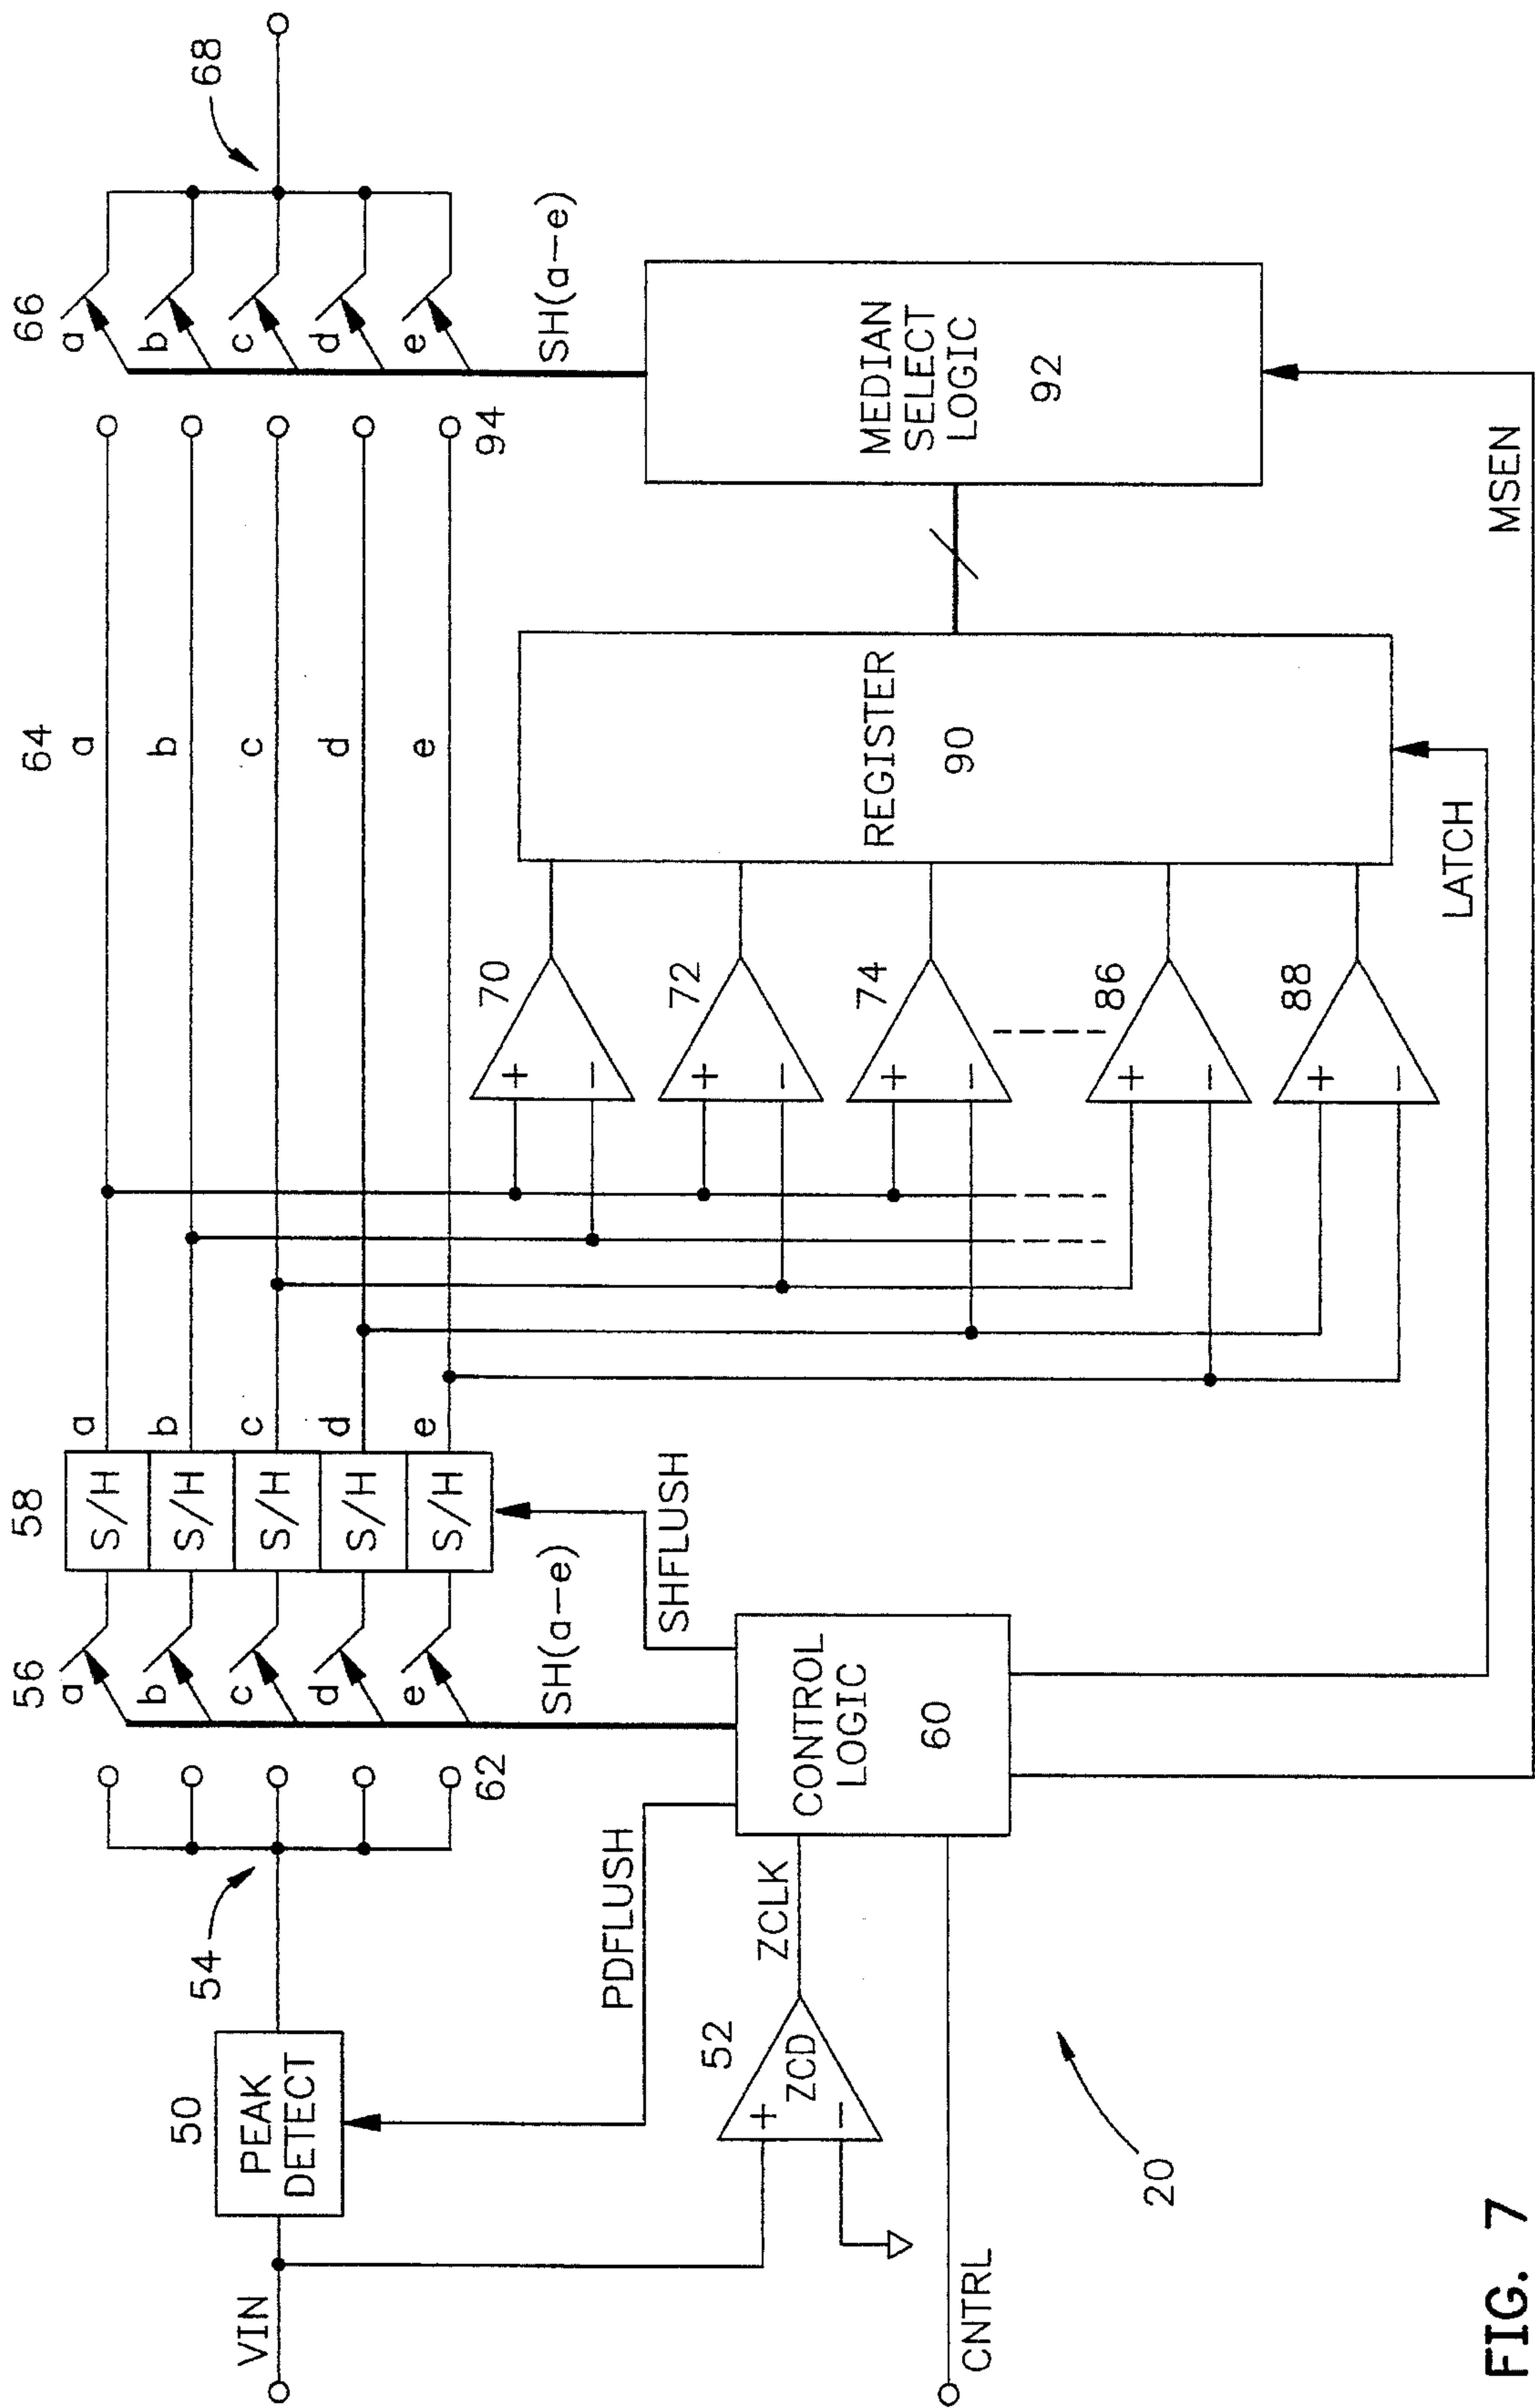 66
68
a
b
c
d
e
SH(a-e)
94
MEDIAN
SELECT
LOGIC
92
MSEN
64
a
b
c
d
e
REGISTER
90
LATCH
70
+
-
72
+
-
74
+
-
86
+
-
88
+
-
58
S/H
a
S/H
b
S/H
c
S/H
d
S/H
e
SHFLUSH
56
a
b
c
d
e
SH(a-e)
62
CONTROL
LOGIC
60
54
PDFLUSH
ZCLK
50
PEAK
DETECT
52
+
-
ZCD
VIN
CNTRL
20
FIG. 7